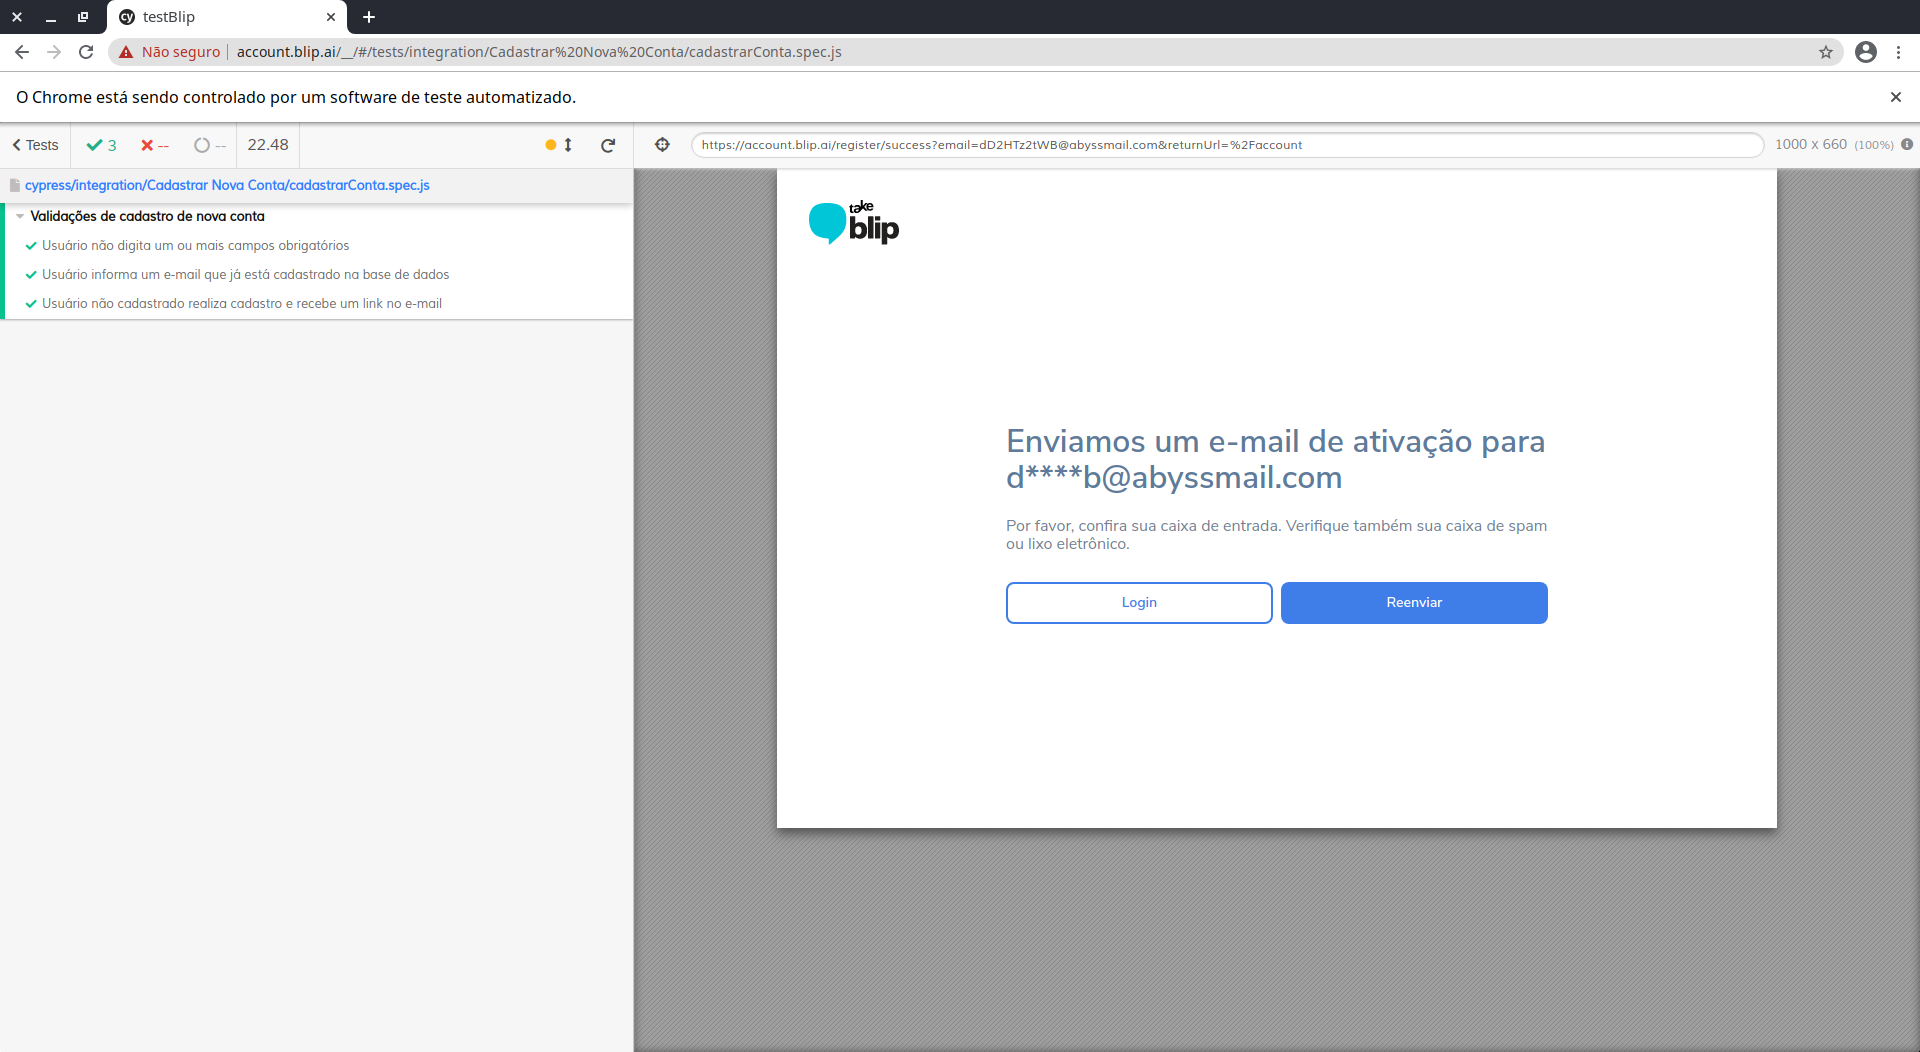 testBlip
Não seguro account.blip.ai/__/#/tests/integration/Cadastrar%20Nova%20Conta/cadastrarConta.spec.js
O Chrome está sendo controlado por um software de teste automatizado.
Tests 3 -- -- 22.48
https://account.blip.ai/register/success?email=dD2HTz2tWB@abyssmail.com&returnUrl=%2Faccount 1000 x 660 (100%)
cypress/integration/Cadastrar Nova Conta/cadastrarConta.spec.js
Validações de cadastro de nova conta
Usuário não digita um ou mais campos obrigatórios
Usuário informa um e-mail que já está cadastrado na base de dados
Usuário não cadastrado realiza cadastro e recebe um link no e-mail
take
blip
Enviamos um e-mail de ativação para
d****b@abyssmail.com
Por favor, confira sua caixa de entrada. Verifique também sua caixa de spam
ou lixo eletrônico.
Login Reenviar